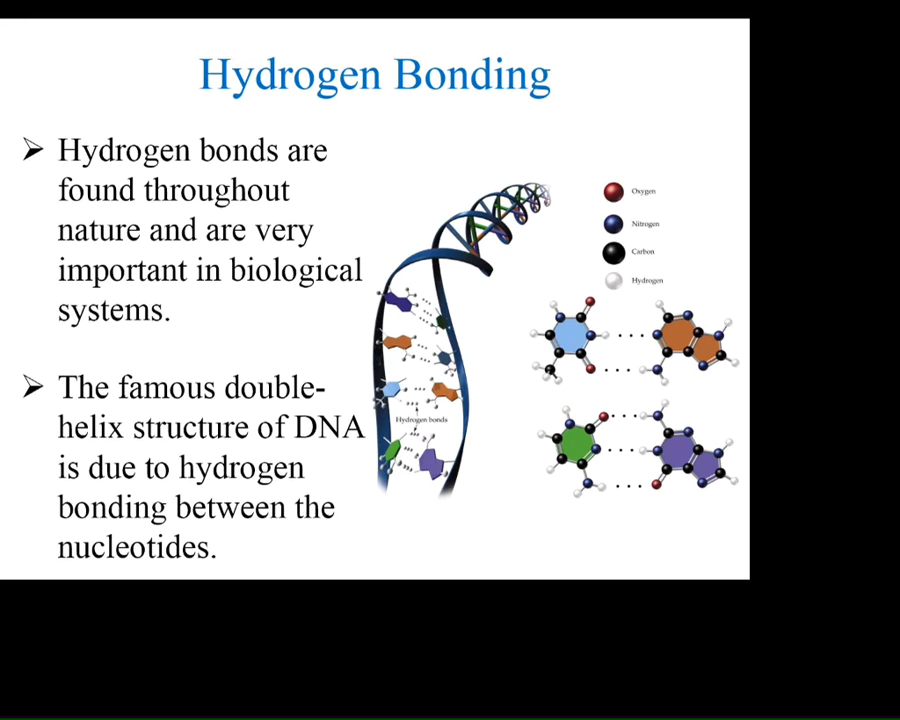 Hydrogen Bonding
➢ Hydrogen bonds are
found throughout
nature and are very
important in biological
systems.
➢ The famous double-
helix structure of DNA
is due to hydrogen
bonding between the
nucleotides.
Oxygen
Nitrogen
Carbon
Hydrogen
Hydrogen bonds